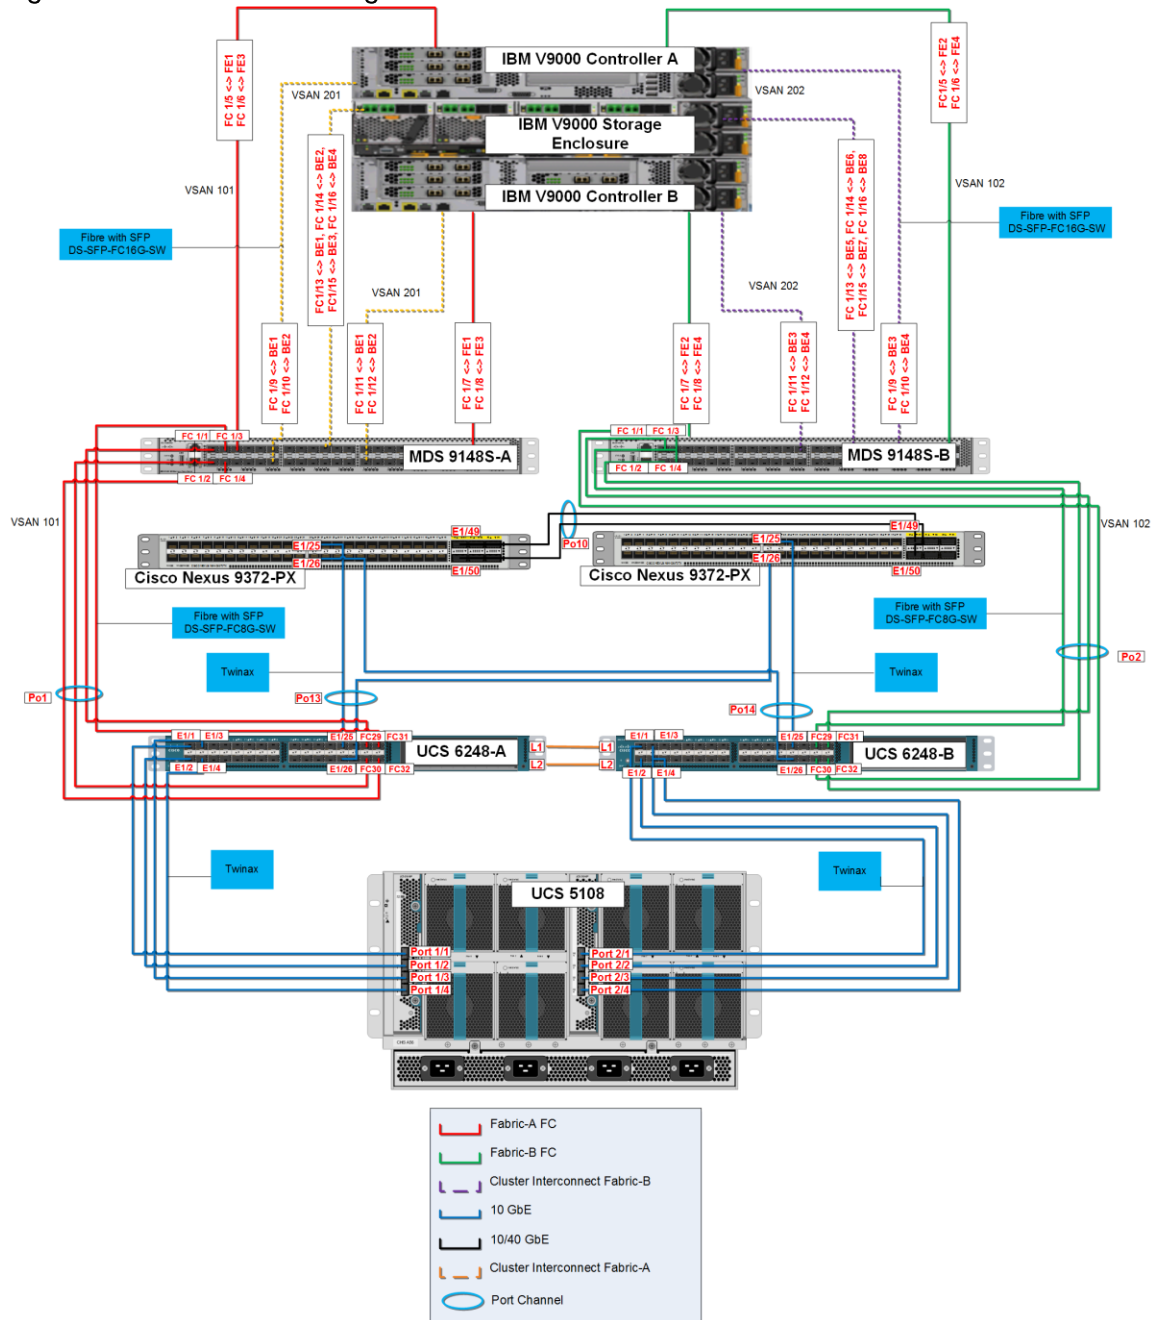 IBM V9000 Controller A
IBM V9000 Storage
Enclosure
IBM V9000 Controller B
FC 1/5 <-> FE1
FC 1/6 <-> FE3
VSAN 201
VSAN 202
FC1/5 <-> FE2
FC 1/6 <-> FE4
VSAN 101
VSAN 102
FC1/13 <-> BE1, FC 1/14 <-> BE2,
FC1/15 <-> BE3, FC 1/16 <-> BE4
FC 1/13 <-> BE5, FC 1/14 <-> BE6,
FC1/15 <-> BE7, FC 1/16 <-> BE8
Fibre with SFP
DS-SFP-FC16G-SW
Fibre with SFP
DS-SFP-FC16G-SW
VSAN 201
VSAN 202
FC 1/9 <-> BE1
FC 1/10 <-> BE2
FC 1/11 <-> BE1
FC 1/12 <-> BE2
FC 1/7 <-> FE1
FC 1/8 <-> FE3
FC 1/7 <-> FE2
FC 1/8 <-> FE4
FC 1/11 <-> BE3
FC 1/12 <-> BE4
FC 1/9 <-> BE3
FC 1/10 <-> BE4
FC 1/1
FC 1/3
MDS 9148S-A
FC 1/2
FC 1/4
FC 1/1
FC 1/3
MDS 9148S-B
FC 1/2
FC 1/4
VSAN 101
VSAN 102
E1/49
E1/25
E1/26
E1/50
Po10
E1/49
E1/25
E1/26
E1/50
Cisco Nexus 9372-PX
Cisco Nexus 9372-PX
Fibre with SFP
DS-SFP-FC8G-SW
Fibre with SFP
DS-SFP-FC8G-SW
Twinax
Twinax
Po1
Po13
Po14
Po2
E1/1
E1/3
E1/25
FC29
FC31
UCS 6248-A
L1
L2
E1/2
E1/4
E1/26
FC30
FC32
L1
L2
E1/1
E1/3
E1/25
FC29
FC31
UCS 6248-B
E1/2
E1/4
E1/26
FC30
FC32
Twinax
Twinax
UCS 5108
Port 1/1
Port 1/2
Port 1/3
Port 1/4
Port 2/1
Port 2/2
Port 2/3
Port 2/4
Fabric-A FC
Fabric-B FC
Cluster Interconnect Fabric-B
10 GbE
10/40 GbE
Cluster Interconnect Fabric-A
Port Channel